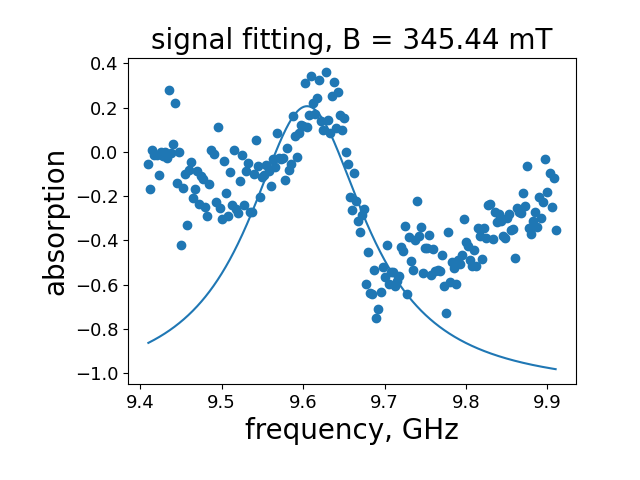 signal fitting, B = 345.44 mT
0.4
0.2
0.0
−0.2
−0.4
−0.6
−0.8
−1.0
absorption
9.4 9.5 9.6 9.7 9.8 9.9
frequency, GHz